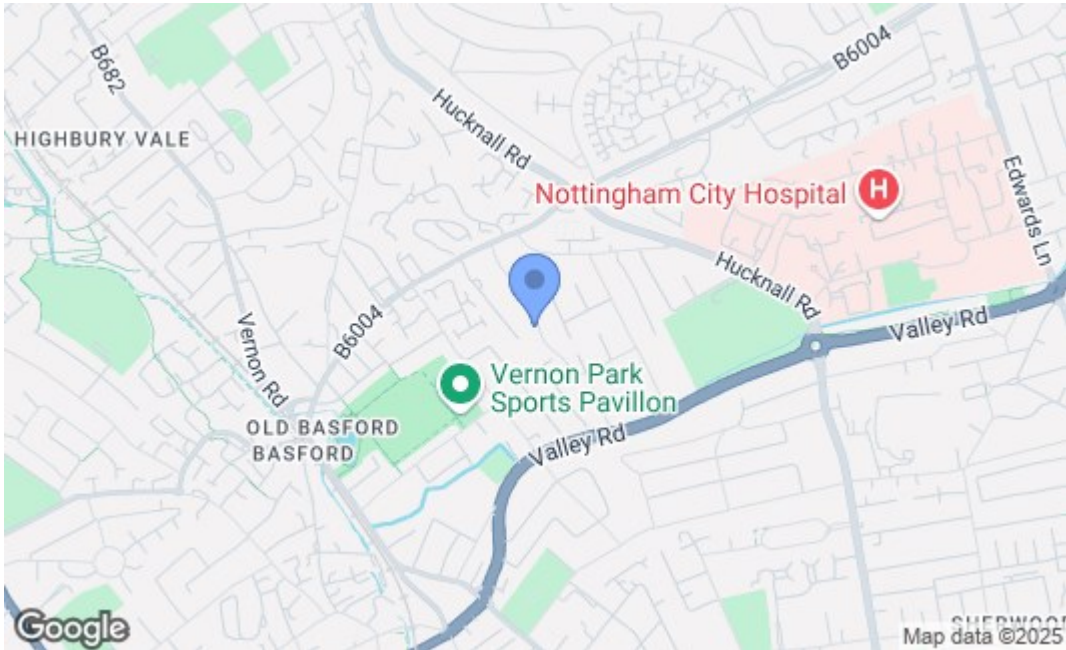 B682
B6004
HIGHBURY VALE
Hucknall Rd
Nottingham City Hospital
H
Edwards Ln
Hucknall Rd
Vernon Rd
B6004
Valley Rd
Vernon Park
Sports Pavillon
OLD BASFORD
BASFORD
Valley Rd
SHERWOOD
Google
Map data ©2025